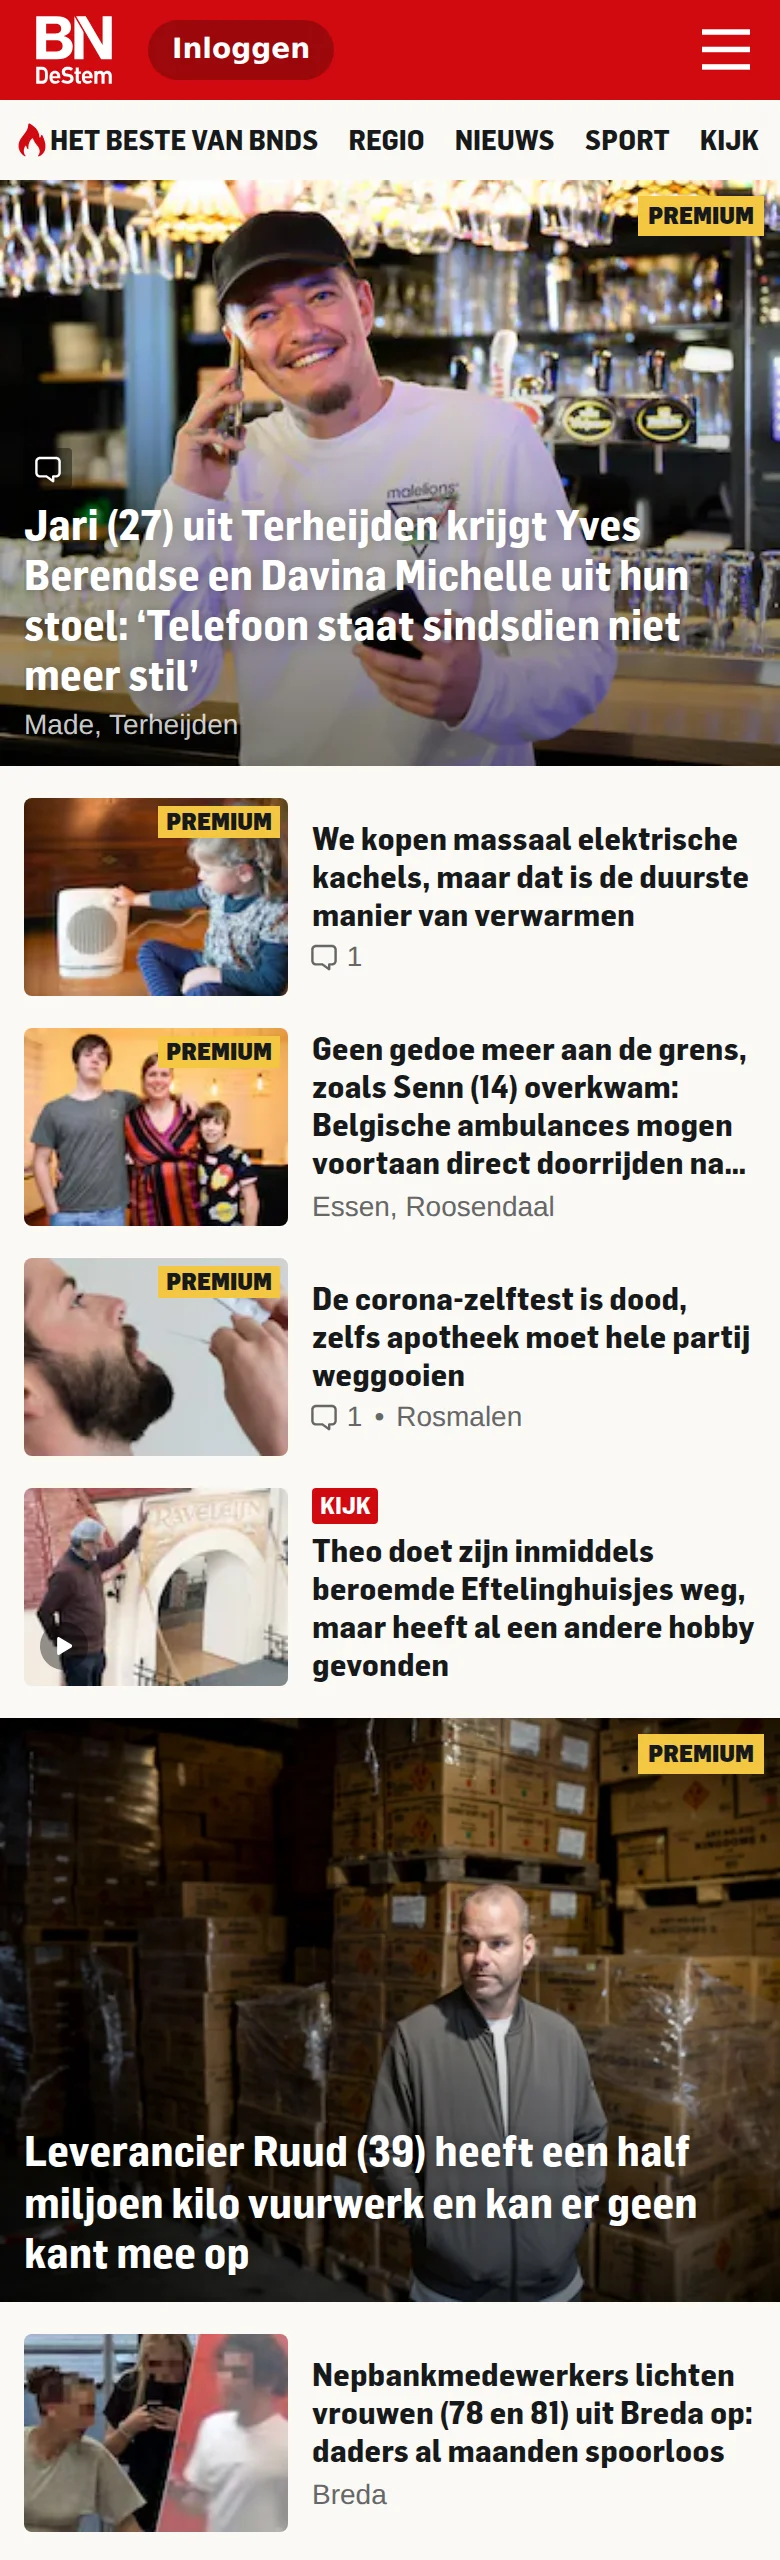 BN
DeStem
Inloggen
HET BESTE VAN BNDS
REGIO
NIEUWS
SPORT
KIJK
PREMIUM
malelions
Jari (27) uit Terheijden krijgt Yves
Berendse en Davina Michelle uit hun
stoel: ‘Telefoon staat sindsdien niet
meer stil’
Made, Terheijden
PREMIUM
We kopen massaal elektrische
kachels, maar dat is de duurste
manier van verwarmen
1
PREMIUM
Geen gedoe meer aan de grens,
zoals Senn (14) overkwam:
Belgische ambulances mogen
voortaan direct doorrijden na...
Essen, Roosendaal
PREMIUM
De corona-zelftest is dood,
zelfs apotheek moet hele partij
weggooien
1 • Rosmalen
RAVELEIJN
KIJK
Theo doet zijn inmiddels
beroemde Eftelinghuisjes weg,
maar heeft al een andere hobby
gevonden
PREMIUM
Leverancier Ruud (39) heeft een half
miljoen kilo vuurwerk en kan er geen
kant mee op
Nepbankmedewerkers lichten
vrouwen (78 en 81) uit Breda op:
daders al maanden spoorloos
Breda